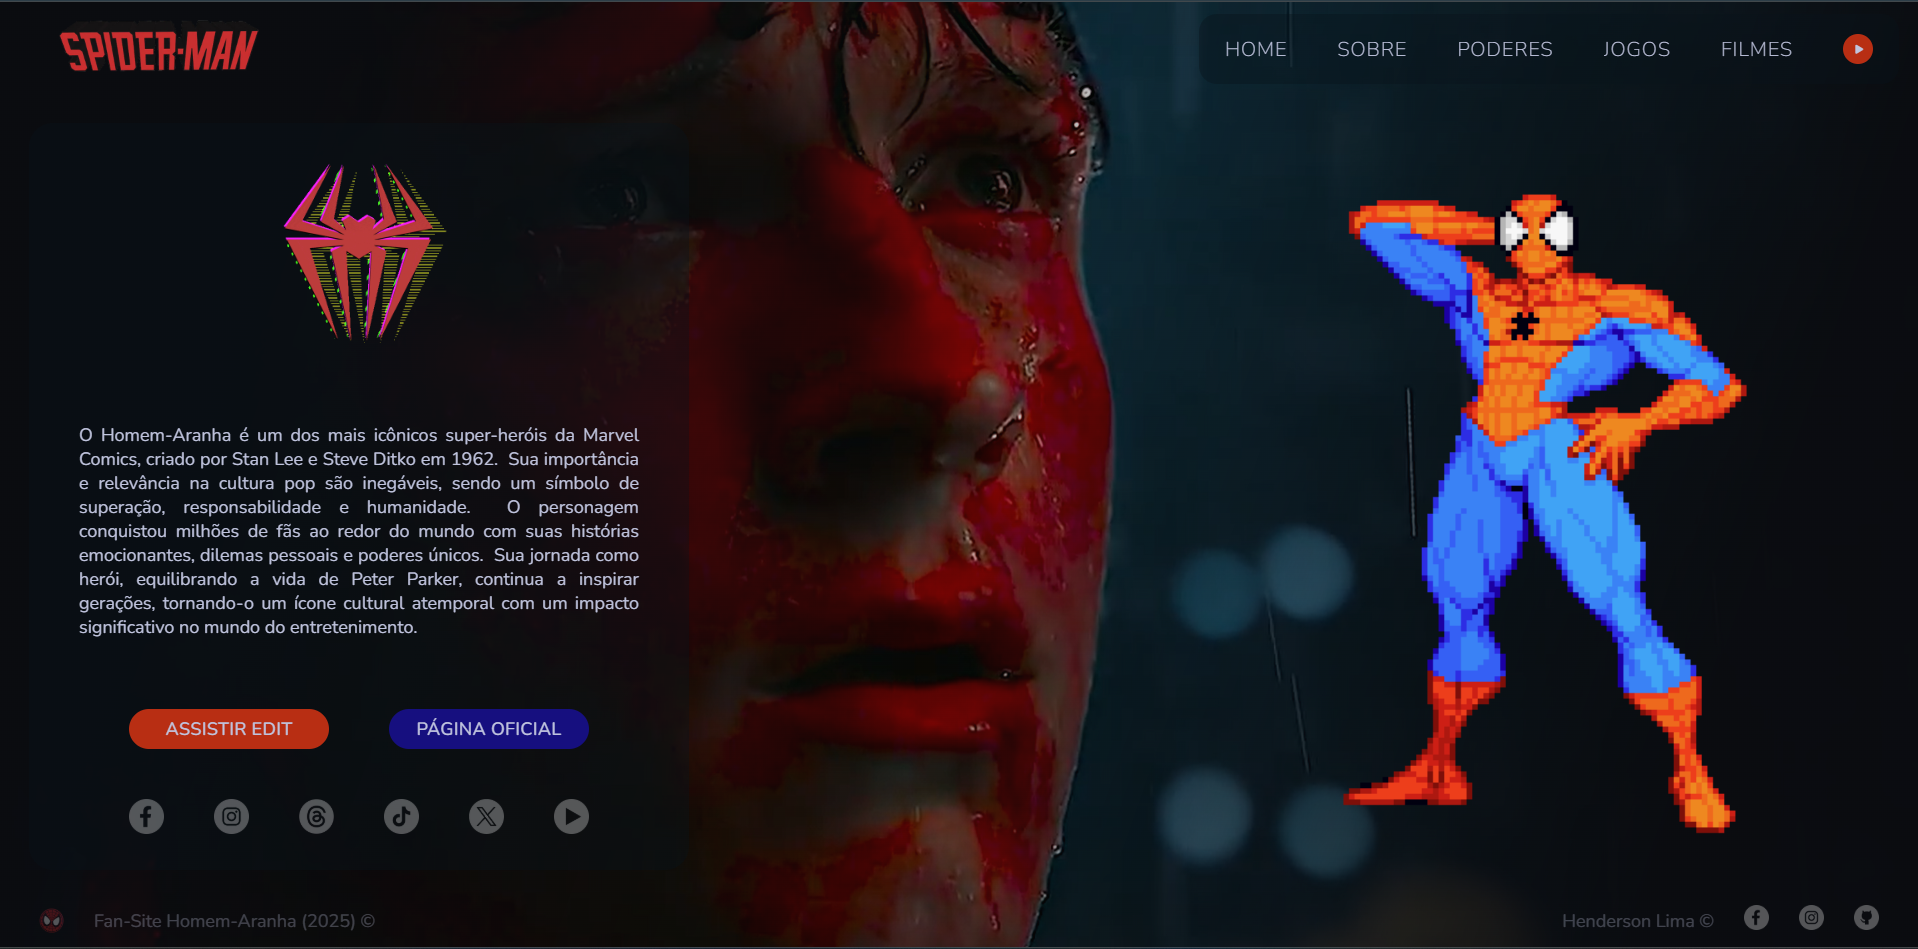 SPIDER-MAN
HOME SOBRE PODERES JOGOS FILMES
O Homem-Aranha é um dos mais icônicos super-heróis da Marvel
Comics, criado por Stan Lee e Steve Ditko em 1962. Sua importância
e relevância na cultura pop são inegáveis, sendo um símbolo de
superação, responsabilidade e humanidade. O personagem
conquistou milhões de fãs ao redor do mundo com suas histórias
emocionantes, dilemas pessoais e poderes únicos. Sua jornada como
herói, equilibrando a vida de Peter Parker, continua a inspirar
gerações, tornando-o um ícone cultural atemporal com um impacto
significativo no mundo do entretenimento.
ASSISTIR EDIT PÁGINA OFICIAL
Fan-Site Homem-Aranha (2025) © Henderson Lima ©